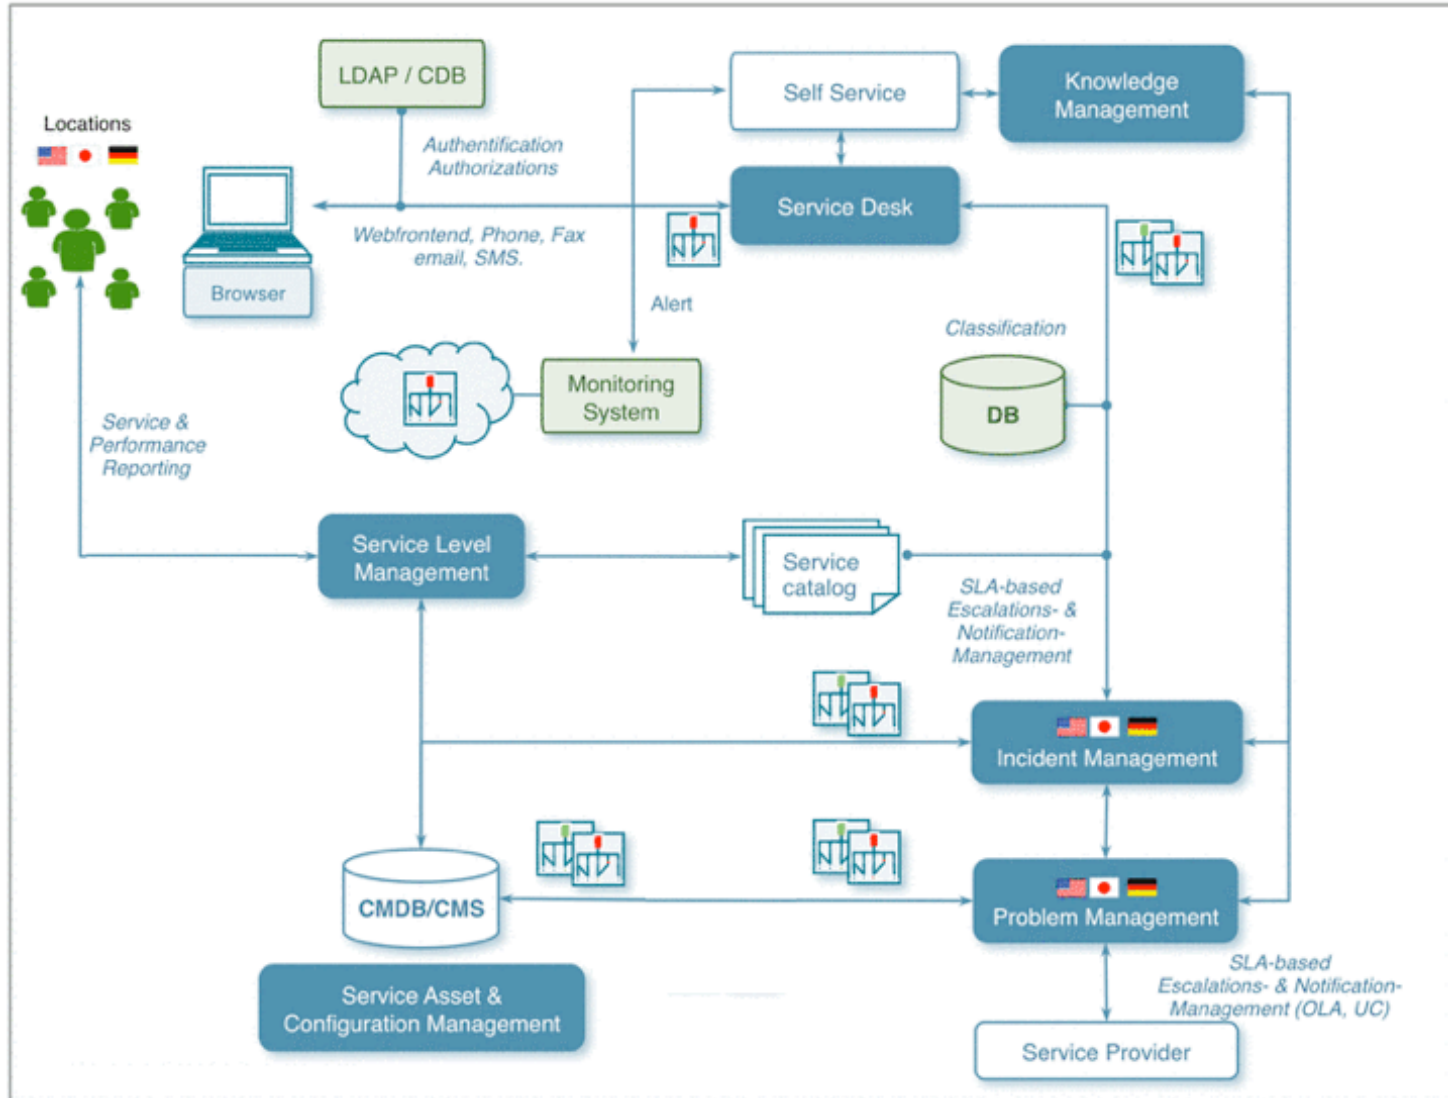 LDAP / CDB
Self Service
Knowledge
Management
Locations
Authentification
Authorizations
Service Desk
Webfrontend, Phone, Fax
email, SMS.
Browser
Alert
Classification
Monitoring
System
DB
Service &
Performance
Reporting
Service Level
Management
Service
catalog
SLA-based
Escalations- &
Notification-
Management
Incident Management
CMDB/CMS
Problem Management
SLA-based
Escalations- & Notification-
Management (OLA, UC)
Service Asset &
Configuration Management
Service Provider